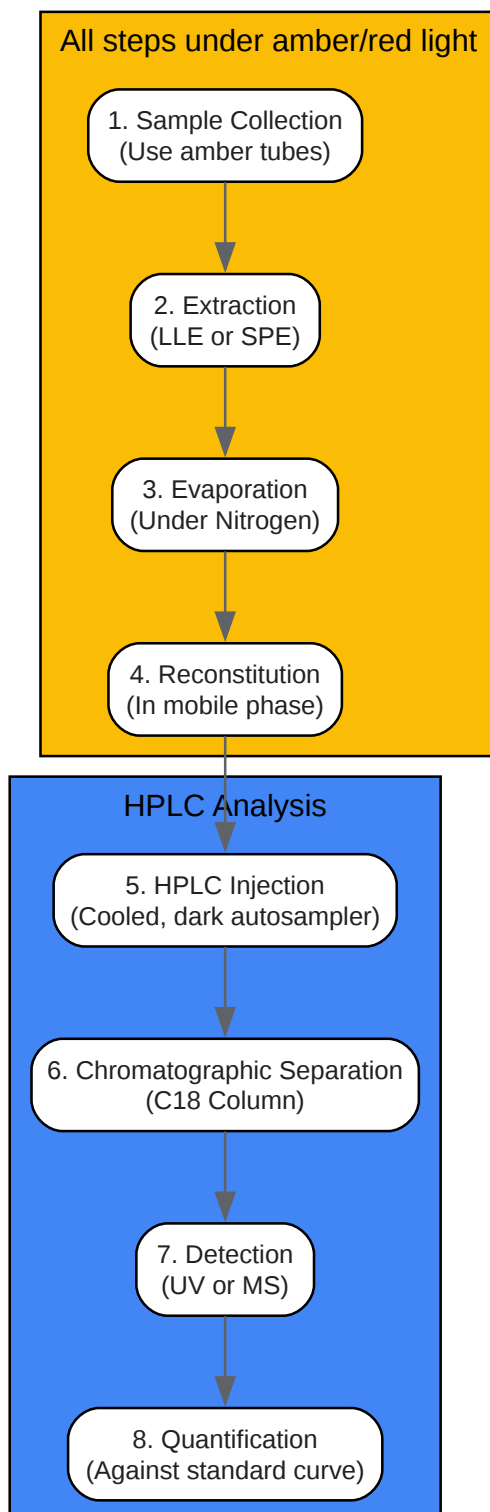 All steps under amber/red light
1. Sample Collection
(Use amber tubes)
2. Extraction
(LLE or SPE)
3. Evaporation
(Under Nitrogen)
4. Reconstitution
(In mobile phase)
HPLC Analysis
5. HPLC Injection
(Cooled, dark autosampler)
6. Chromatographic Separation
(C18 Column)
7. Detection
(UV or MS)
8. Quantification
(Against standard curve)